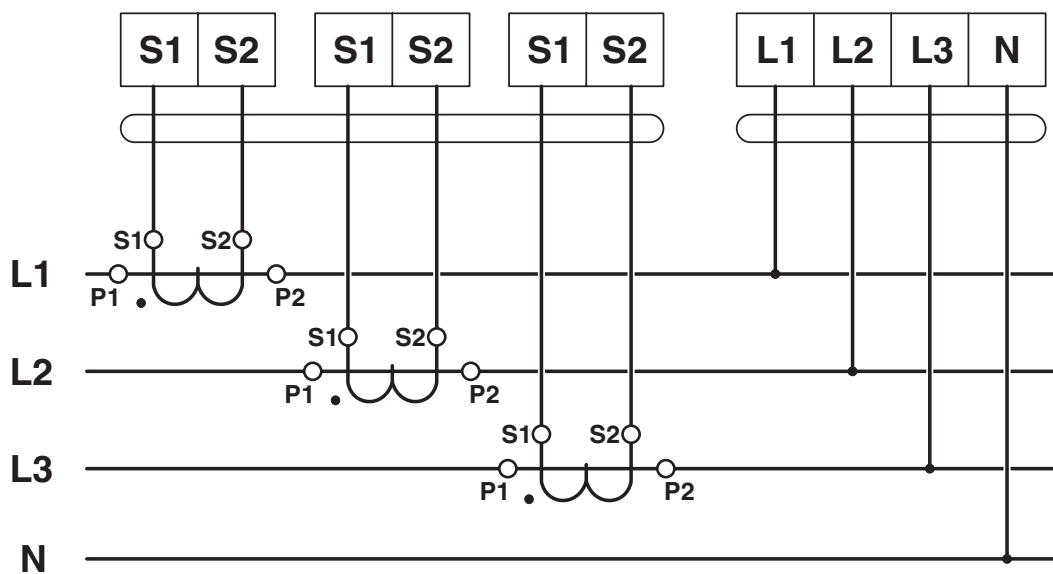 S1 S2 S1 S2 S1 S2 L1 L2 L3 N
S1 S2
L1
P1 P2
S1 S2
L2
P1 P2
S1 S2
L3
P1 P2
N